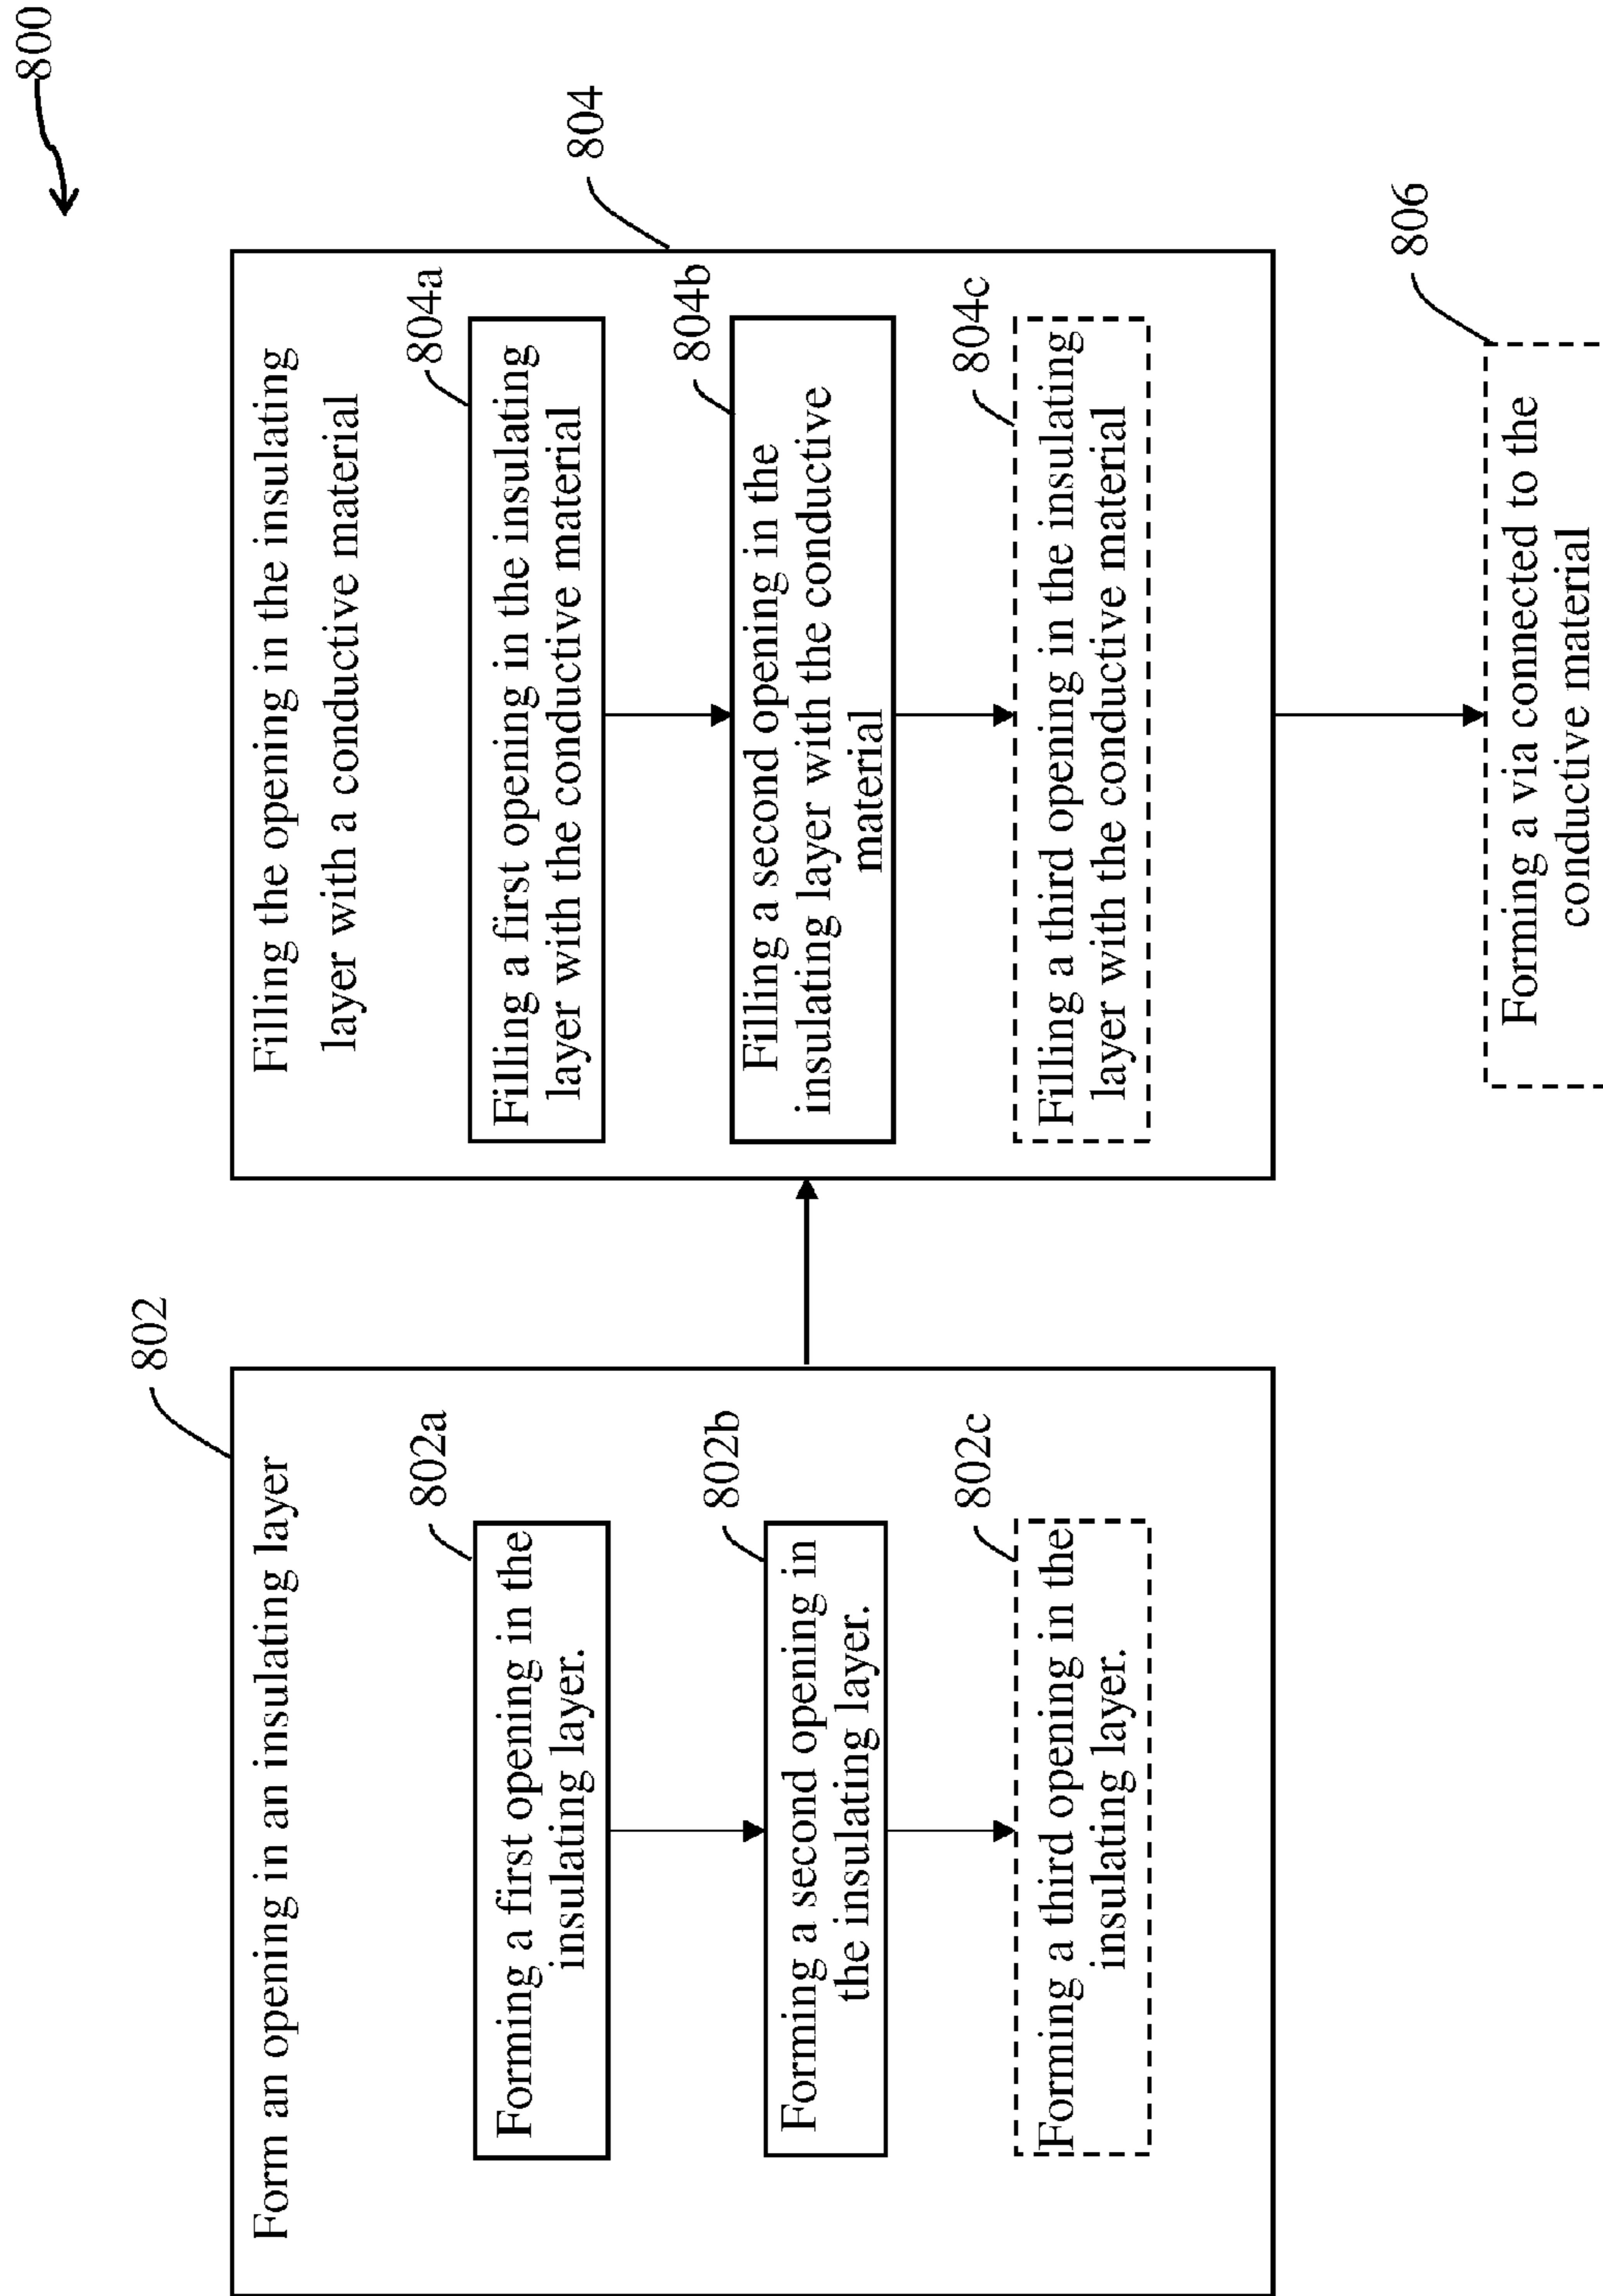 800
802
Form an opening in an insulating layer
802a
Forming a first opening in the
insulating layer.
802b
Forming a second opening in
the insulating layer.
802c
Forming a third opening in the
insulating layer.
804
Filling the opening in the insulating
layer with a conductive material
804a
Filling a first opening in the insulating
layer with the conductive material
804b
Filling a second opening in the
insulating layer with the conductive
material
804c
Filling a third opening in the insulating
layer with the conductive material
806
Forming a via connected to the
conductive material